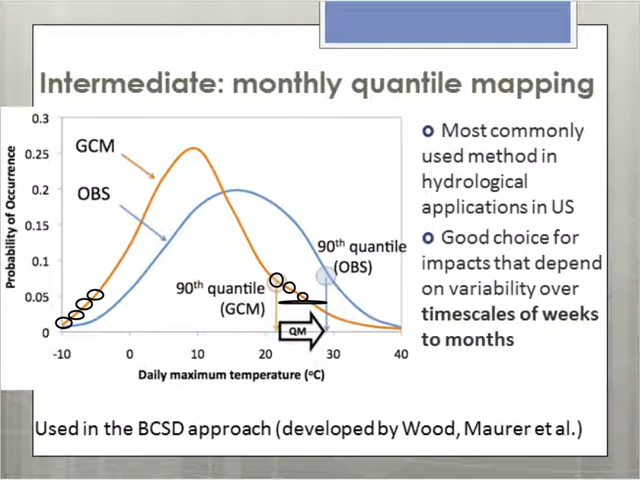 Intermediate: monthly quantile mapping
0.3
0.25
0.2
0.15
0.1
0.05
0
Probability of Occurrence
GCM
OBS
90th quantile
(OBS)
90th quantile
(GCM)
QM
-10
0
10
20
30
40
Daily maximum temperature (oC)
Most commonly
used method in
hydrological
applications in US
Good choice for
impacts that depend
on variability over
timescales of weeks
to months
Used in the BCSD approach (developed by Wood, Maurer et al.)